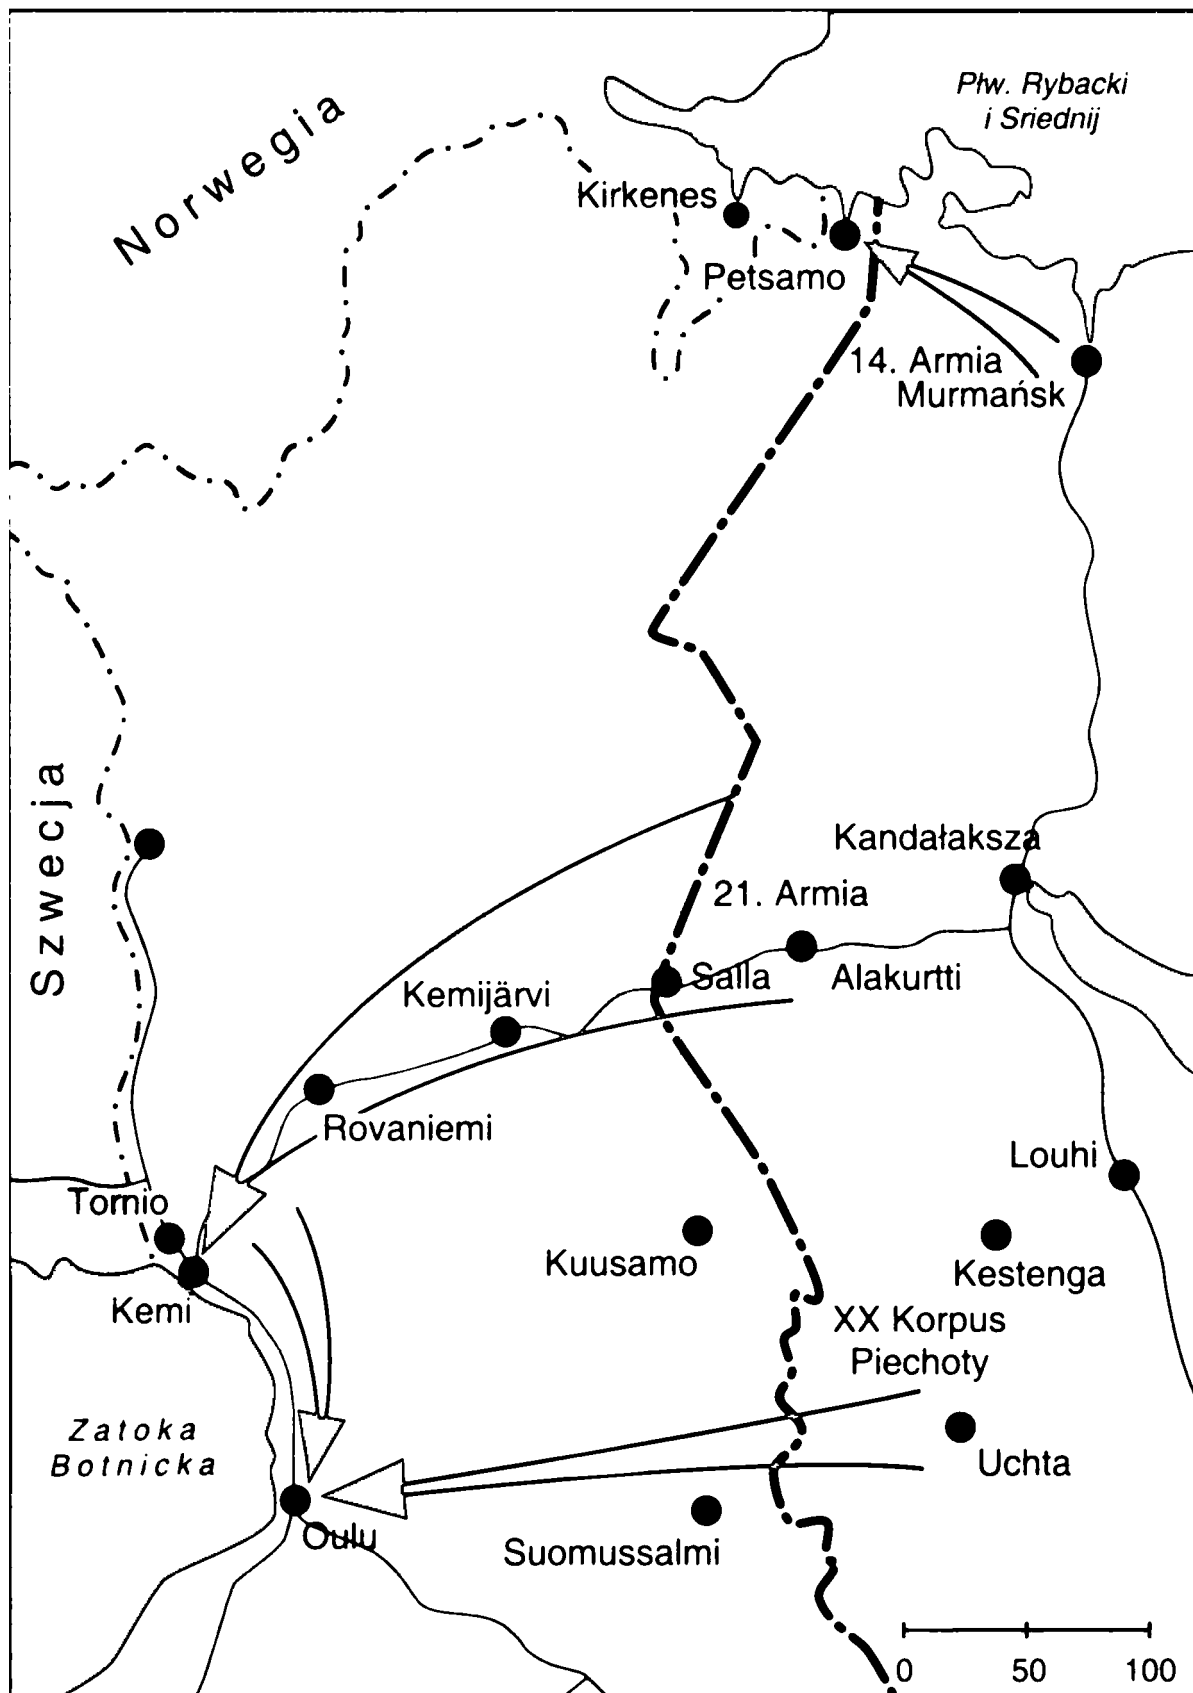 Płw. Rybacki
i Sriednij
Norwegia
Kirkenes
Petsamo
14. Armia
Murmańsk
Szwecja
Kandałaksza
21. Armia
Salla
Alakurtti
Kemijärvi
Rovaniemi
Louhi
Tornio
Kuusamo
Kestenga
Kemi
XX Korpus
Piechoty
Zatoka
Botnicka
Uchta
Oulu
Suomussalmi
0 50 100